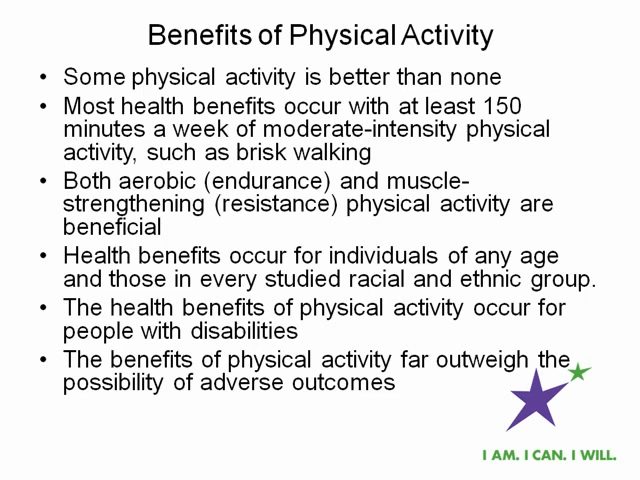 Benefits of Physical Activity
• Some physical activity is better than none
• Most health benefits occur with at least 150
minutes a week of moderate-intensity physical
activity, such as brisk walking
• Both aerobic (endurance) and muscle-
strengthening (resistance) physical activity are
beneficial
• Health benefits occur for individuals of any age
and those in every studied racial and ethnic group.
• The health benefits of physical activity occur for
people with disabilities
• The benefits of physical activity far outweigh the
possibility of adverse outcomes
I AM. I CAN. I WILL.